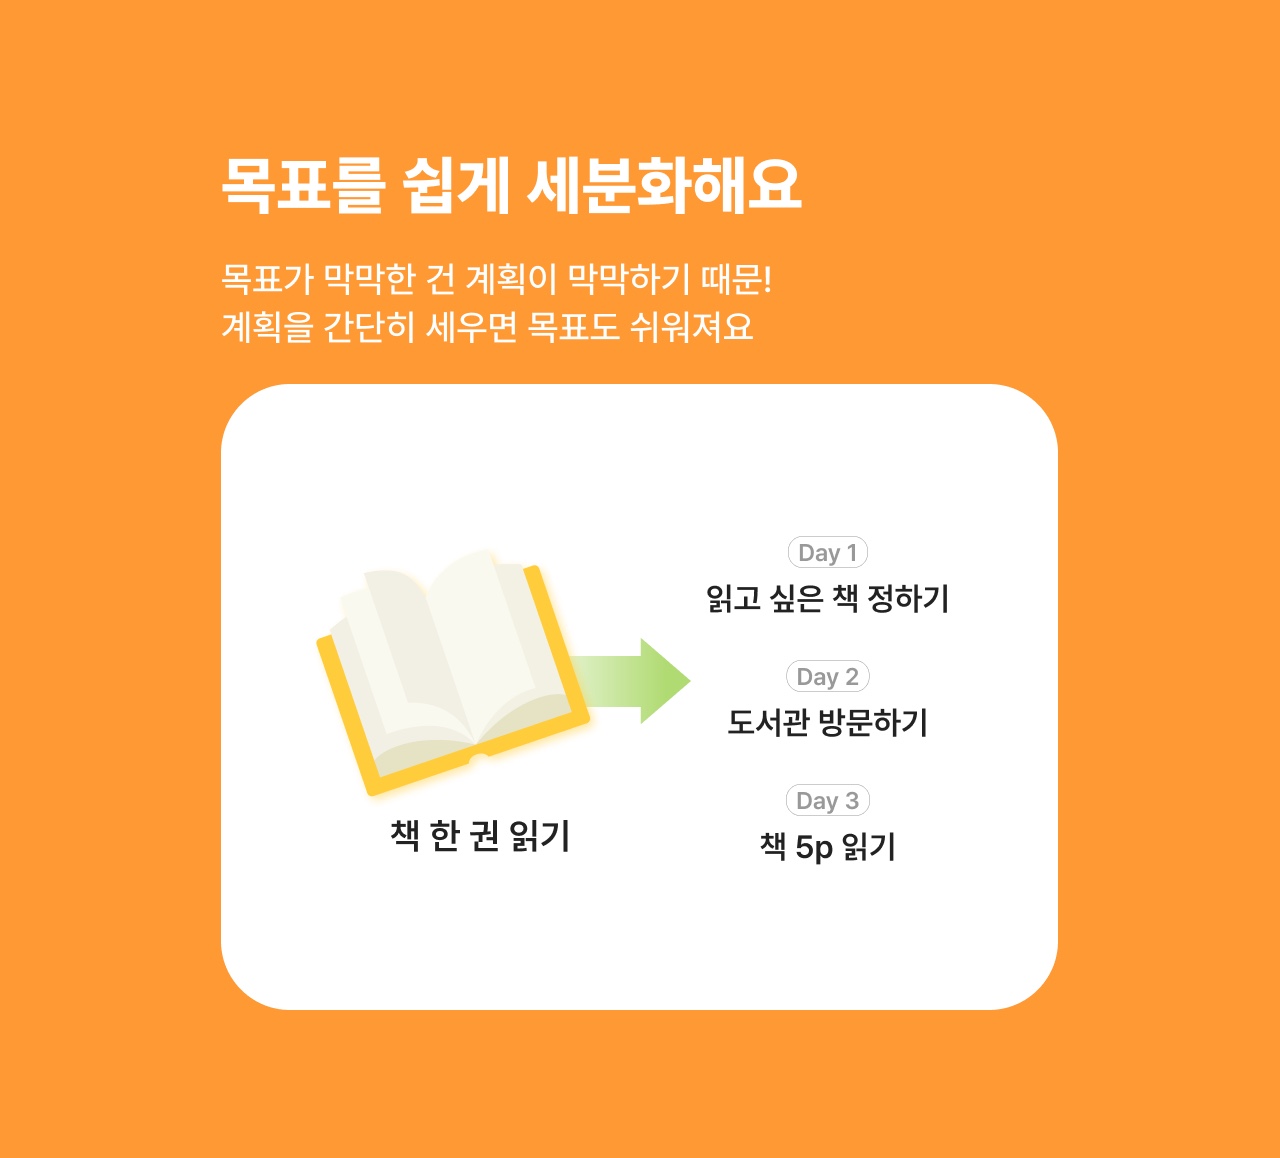 목표를 쉽게 세분화해요
목표가 막막한 건 계획이 막막하기 때문!
계획을 간단히 세우면 목표도 쉬워져요
책 한 권 읽기
Day 1
읽고 싶은 책 정하기
Day 2
도서관 방문하기
Day 3
책 5p 읽기